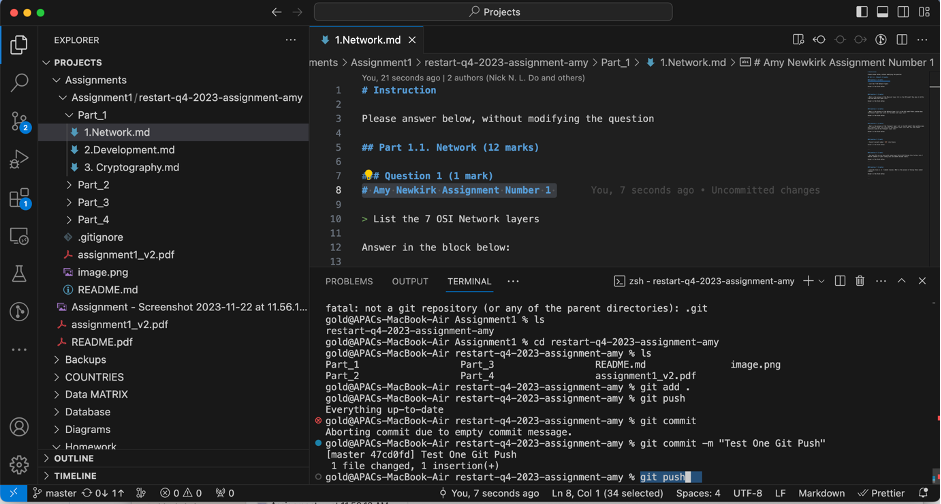 Projects
EXPLORER
PROJECTS
Assignments
Assignment1/restart-q4-2023-assignment-amy
Part_1
1.Network.md
2.Development.md
3. Cryptography.md
Part_2
Part_3
Part_4
.gitignore
assignment1_v2.pdf
image.png
README.md
Assignment - Screenshot 2023-11-22 at 11.56.1...
assignment1_v2.pdf
README.pdf
Backups
COUNTRIES
Data MATRIX
Database
Diagrams
Homework
OUTLINE
TIMELINE
2
1
1.Network.md
ments > Assignment1 > restart-q4-2023-assignment-amy > Part_1 > 1.Network.md > # Amy Newkirk Assignment Number 1
You, 21 seconds ago | 2 authors (Nick N. L. Do and others)
1 # Instruction
2
3 Please answer below, without modifying the question
4
5 ## Part 1.1. Network (12 marks)
6
7 ## Question 1 (1 mark)
8 # Amy Newkirk Assignment Number 1 You, 7 seconds ago • Uncommitted changes
9
10 > List the 7 OSI Network layers
11
12 Answer in the block below:
13
PROBLEMS OUTPUT TERMINAL ... zsh - restart-q4-2023-assignment-amy
fatal: not a git repository (or any of the parent directories): .git
gold@APACs-MacBook-Air Assignment1 % ls
restart-q4-2023-assignment-amy
gold@APACs-MacBook-Air Assignment1 % cd restart-q4-2023-assignment-amy
gold@APACs-MacBook-Air restart-q4-2023-assignment-amy % ls
Part_1 Part_3 README.md image.png
Part_2 Part_4 assignment1_v2.pdf
gold@APACs-MacBook-Air restart-q4-2023-assignment-amy % git add .
gold@APACs-MacBook-Air restart-q4-2023-assignment-amy % git push
Everything up-to-date
gold@APACs-MacBook-Air restart-q4-2023-assignment-amy % git commit
Aborting commit due to empty commit message.
gold@APACs-MacBook-Air restart-q4-2023-assignment-amy % git commit -m "Test One Git Push"
[master 47cd0fd] Test One Git Push
1 file changed, 1 insertion(+)
gold@APACs-MacBook-Air restart-q4-2023-assignment-amy % git push
master 0↓ 1↑ 0 0 0 You, 7 seconds ago Ln 8, Col 1 (34 selected) Spaces: 4 UTF-8 LF Markdown Prettier